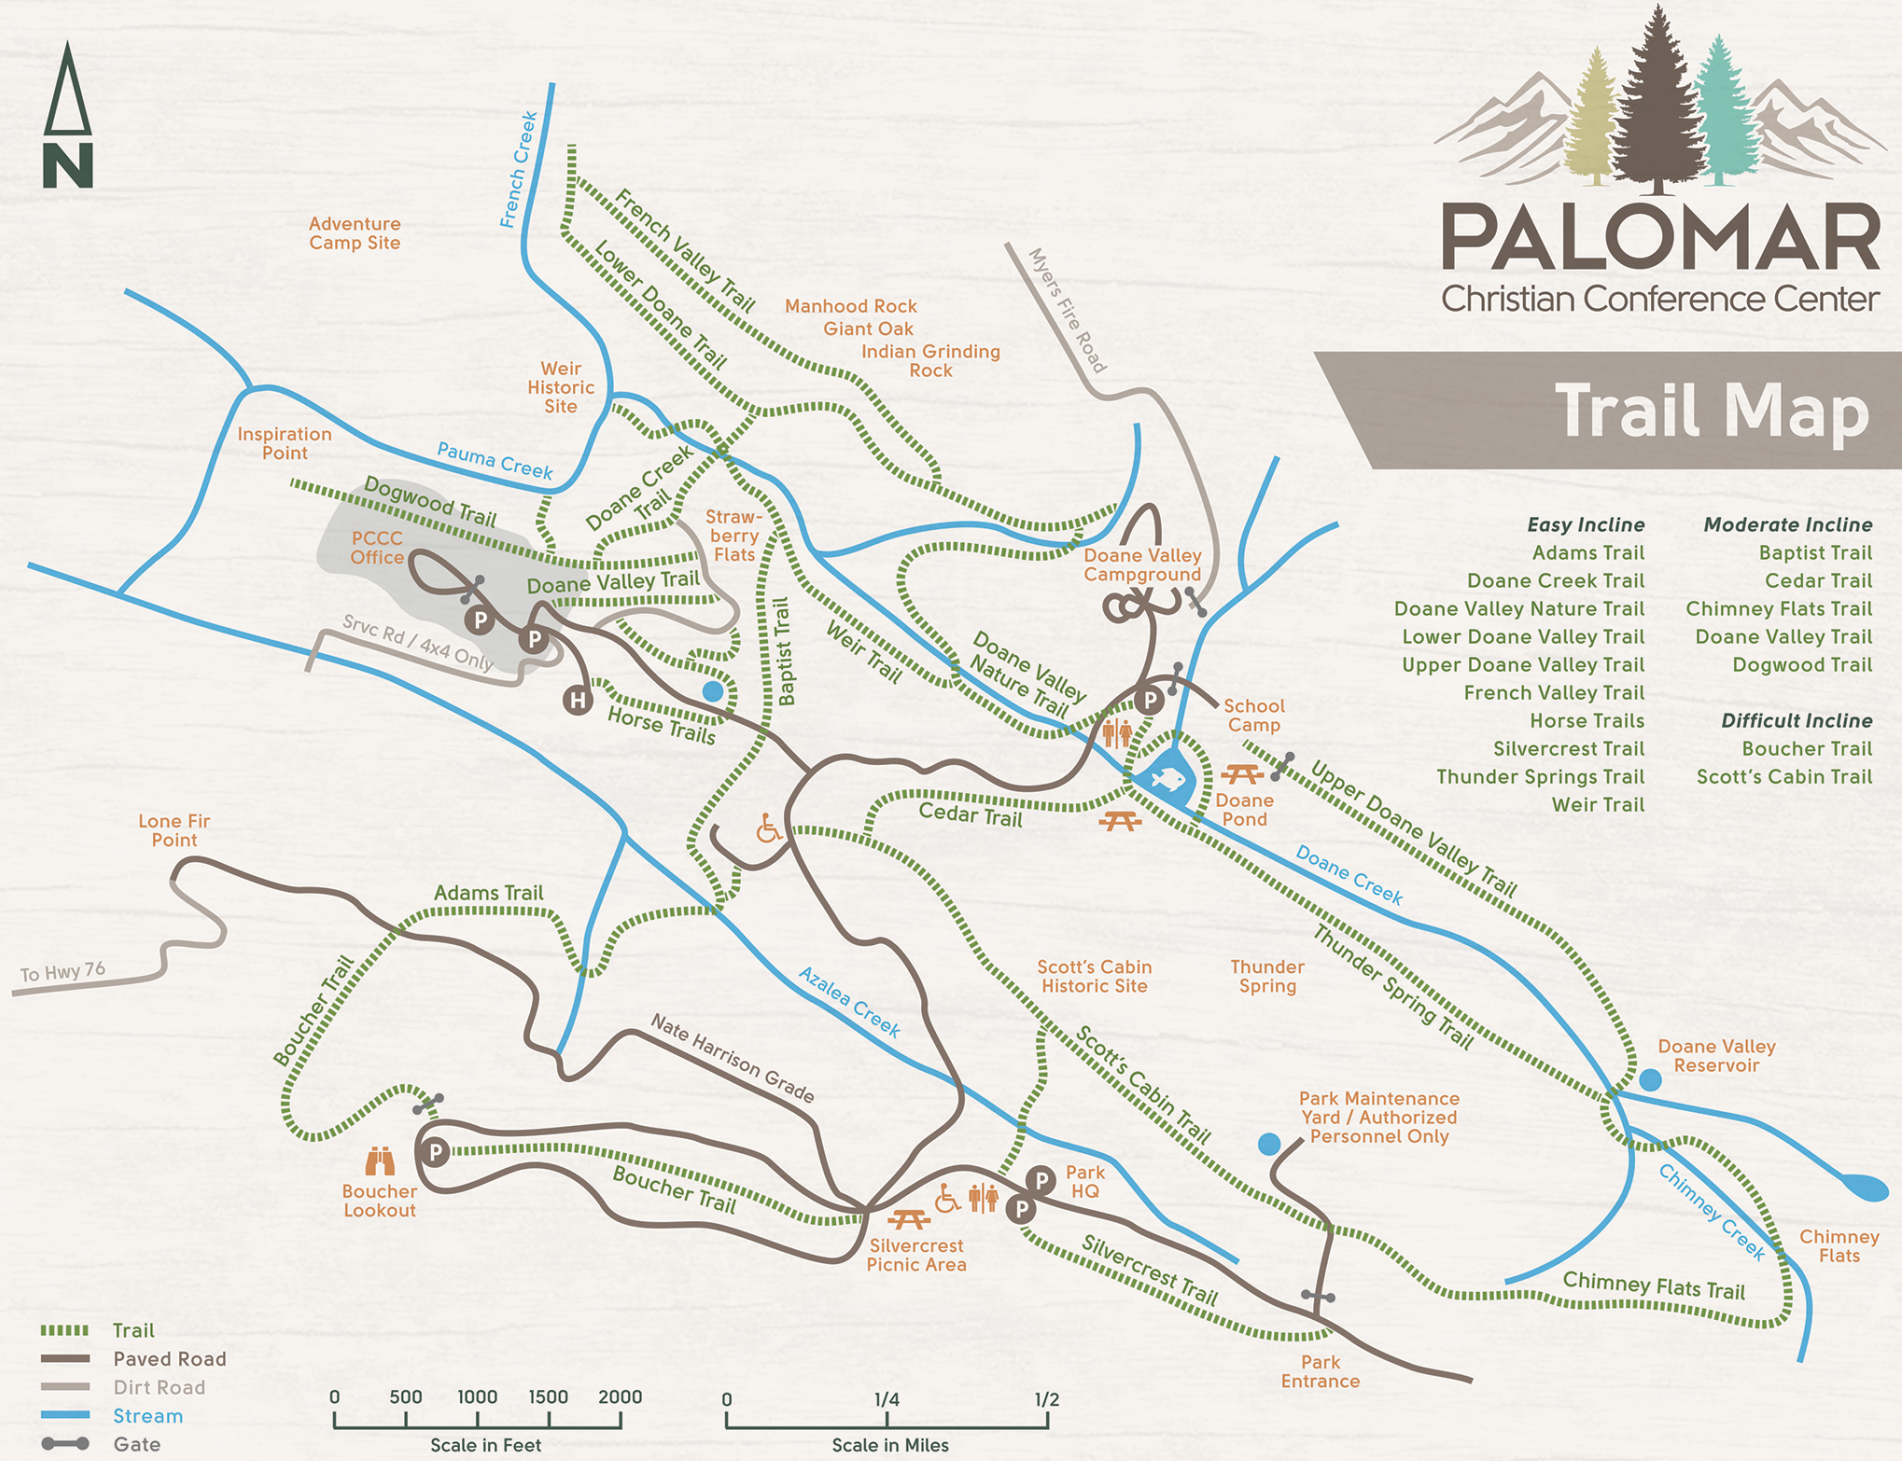 N
PALOMAR
Christian Conference Center
Trail Map
Easy Incline
Adams Trail
Doane Creek Trail
Doane Valley Nature Trail
Lower Doane Valley Trail
Upper Doane Valley Trail
French Valley Trail
Horse Trails
Silvercrest Trail
Thunder Springs Trail
Weir Trail
Moderate Incline
Baptist Trail
Cedar Trail
Chimney Flats Trail
Doane Valley Trail
Dogwood Trail
Difficult Incline
Boucher Trail
Scott's Cabin Trail
French Creek
Adventure
Camp Site
French Valley Trail
Lower Doane Trail
Manhood Rock
Giant Oak
Indian Grinding
Rock
Myers Fire Road
Weir
Historic
Site
Inspiration
Point
Pauma Creek
Dogwood Trail
Doane Creek
Trail
Straw-
berry
Flats
PCCC
Office
Doane Valley Trail
Doane Valley
Campground
P
P
Srvc Rd / 4x4 Only
H
Horse Trails
Baptist Trail
Weir Trail
Doane Valley
Nature Trail
P
School
Camp
Upper Doane Valley Trail
Doane
Pond
Cedar Trail
Doane Creek
Lone Fir
Point
Adams Trail
To Hwy 76
Boucher Trail
Azalea Creek
Scott's Cabin
Historic Site
Thunder
Spring
Thunder Spring Trail
Nate Harrison Grade
Scott's Cabin Trail
Doane Valley
Reservoir
Park Maintenance
Yard / Authorized
Personnel Only
P
Boucher
Lookout
Boucher Trail
P
P
Park
HQ
Silvercrest
Picnic Area
Silvercrest Trail
Chimney Creek
Chimney
Flats
Chimney Flats Trail
Park
Entrance
Trail
Paved Road
Dirt Road
Stream
Gate
0 500 1000 1500 2000
Scale in Feet
0 1/4 1/2
Scale in Miles